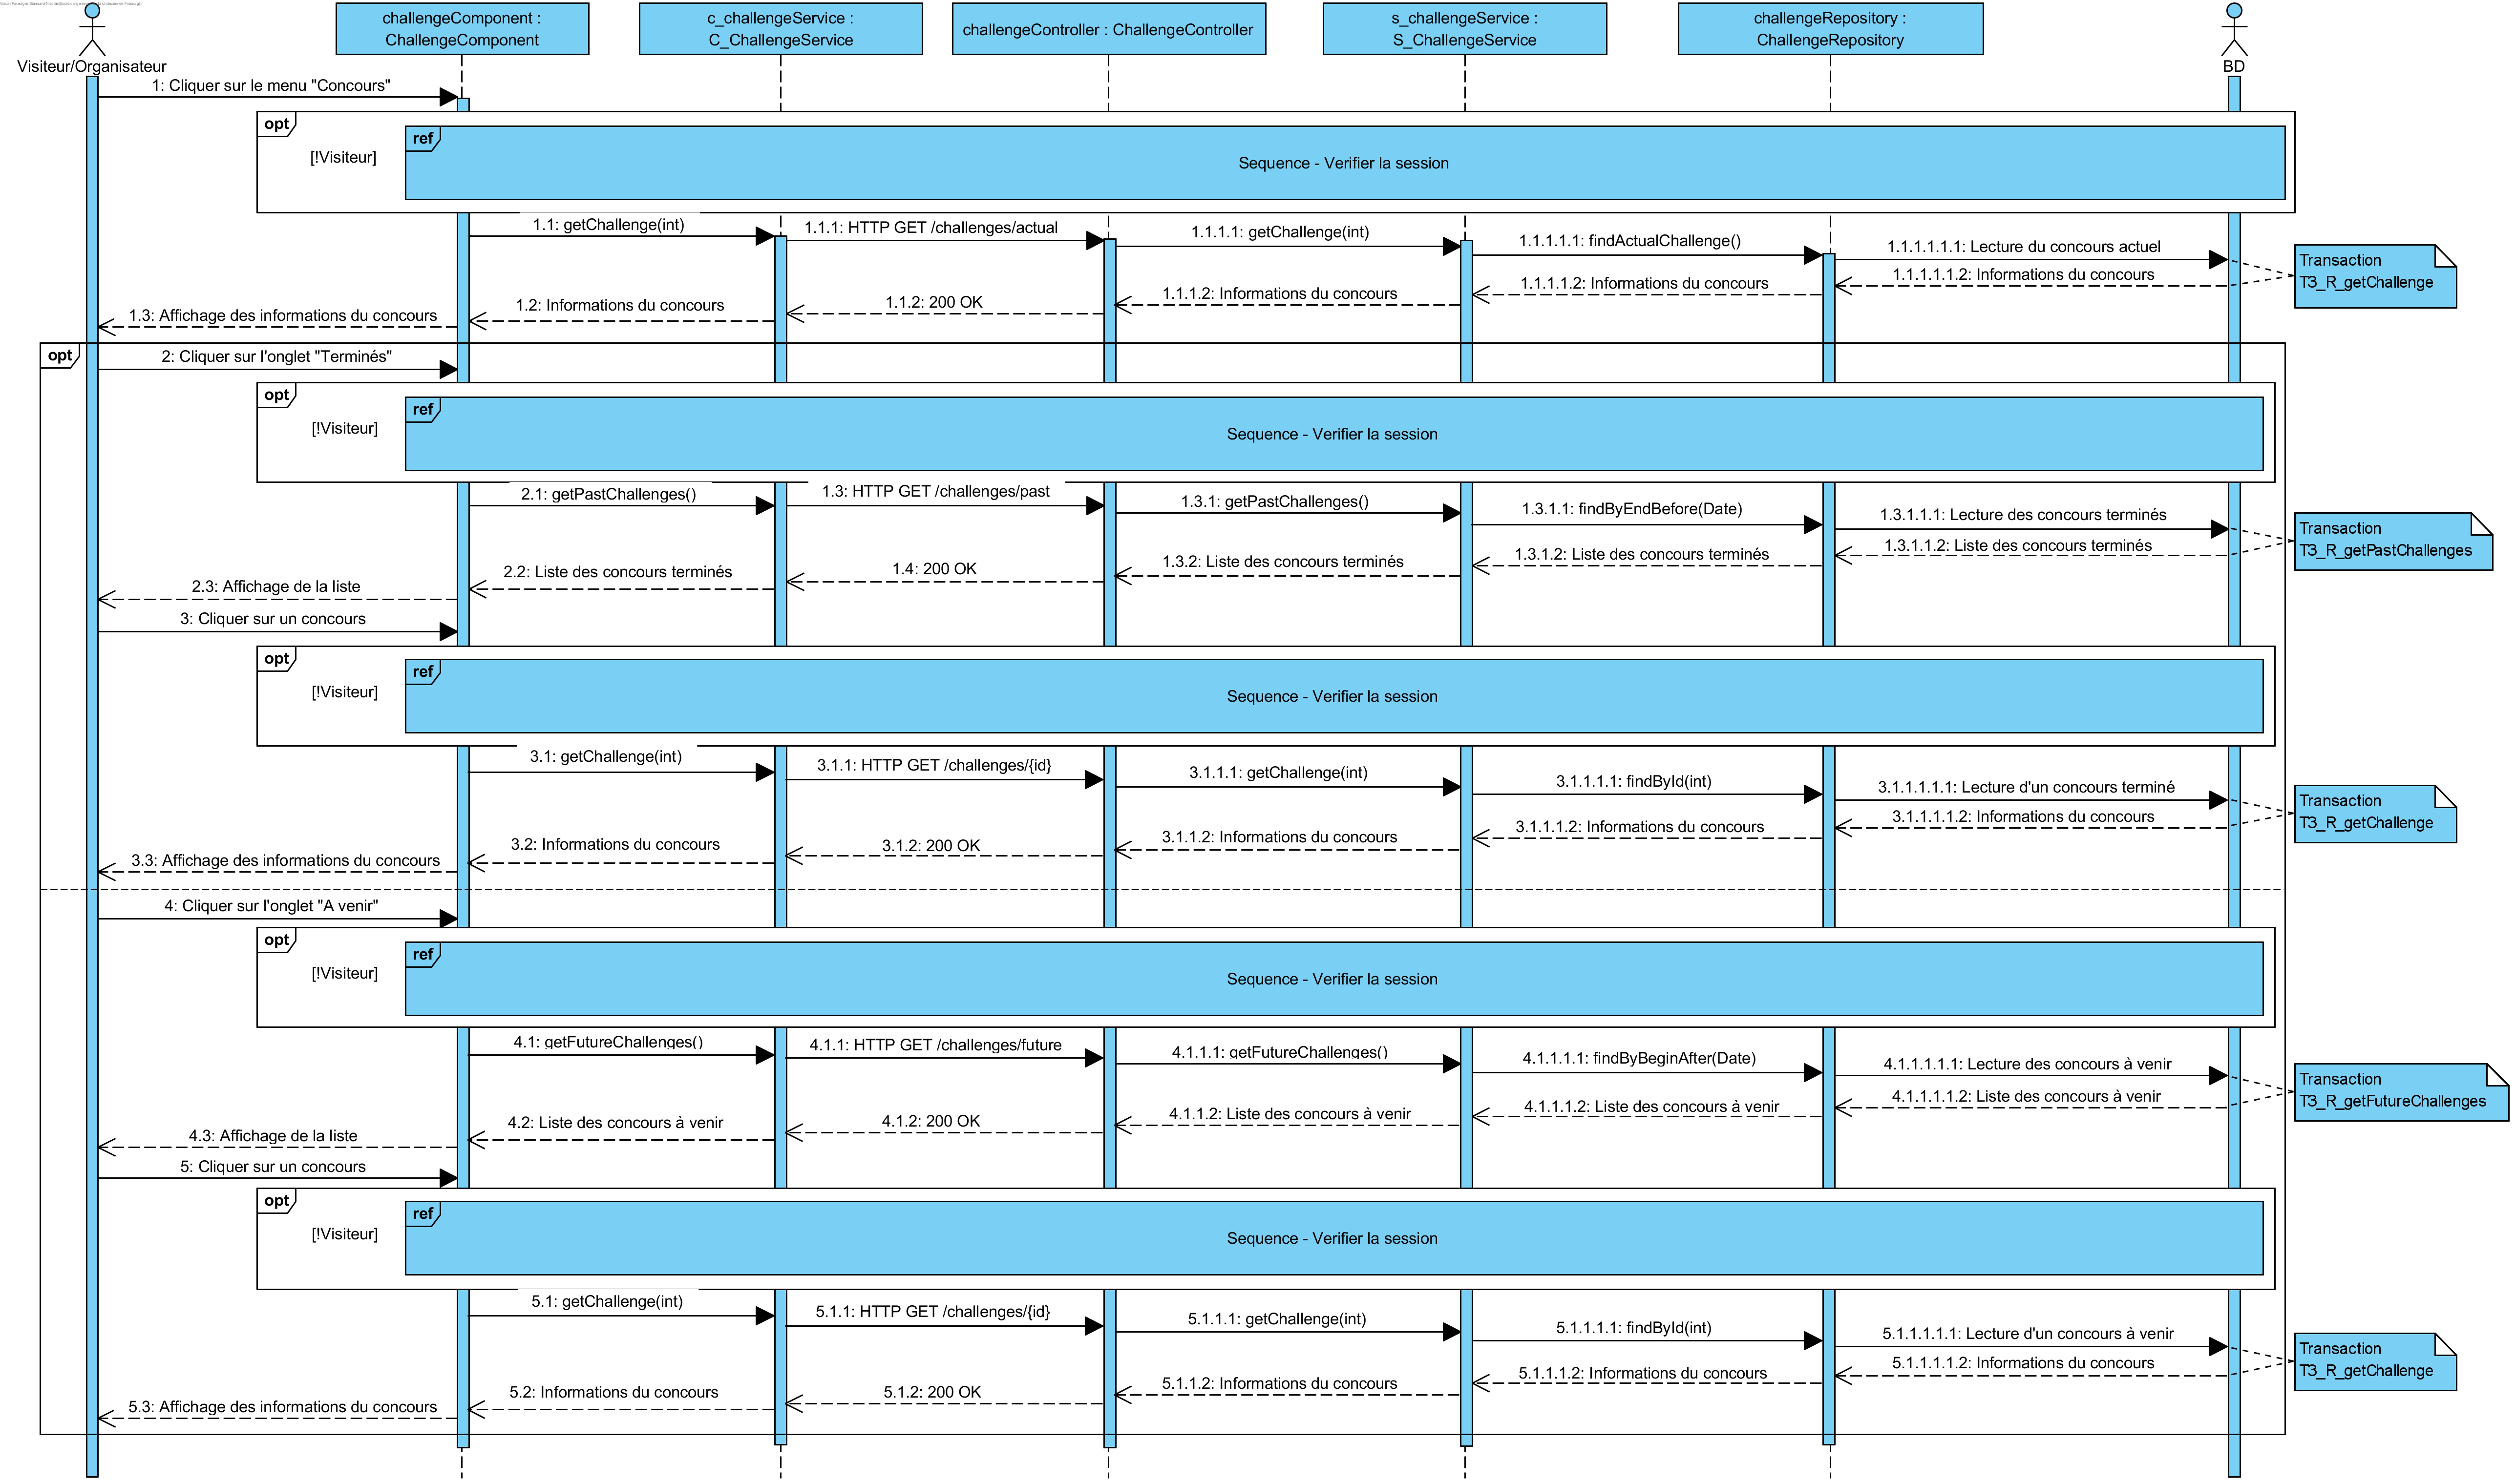 challengeComponent :
ChallengeComponent
c_challengeService :
C_ChallengeService
challengeController : ChallengeController
s_challengeService :
S_ChallengeService
challengeRepository :
ChallengeRepository
Visiteur/Organisateur
BD
1: Cliquer sur le menu "Concours"
opt
[!Visiteur]
ref
Sequence - Verifier la session
1.1: getChallenge(int)
1.1.1: HTTP GET /challenges/actual
1.1.1.1: getChallenge(int)
1.1.1.1.1: findActualChallenge()
1.1.1.1.1.1: Lecture du concours actuel
1.1.1.1.1.2: Informations du concours
1.1.1.1.2: Informations du concours
1.1.1.2: Informations du concours
1.1.2: 200 OK
1.2: Informations du concours
1.3: Affichage des informations du concours
Transaction
T3_R_getChallenge
opt
2: Cliquer sur l'onglet "Terminés"
opt
[!Visiteur]
ref
Sequence - Verifier la session
2.1: getPastChallenges()
1.3: HTTP GET /challenges/past
1.3.1: getPastChallenges()
1.3.1.1: findByEndBefore(Date)
1.3.1.1.1: Lecture des concours terminés
1.3.1.1.2: Liste des concours terminés
1.3.1.2: Liste des concours terminés
1.3.2: Liste des concours terminés
1.4: 200 OK
2.2: Liste des concours terminés
2.3: Affichage de la liste
Transaction
T3_R_getPastChallenges
3: Cliquer sur un concours
opt
[!Visiteur]
ref
Sequence - Verifier la session
3.1: getChallenge(int)
3.1.1: HTTP GET /challenges/{id}
3.1.1.1: getChallenge(int)
3.1.1.1.1: findById(int)
3.1.1.1.1.1: Lecture d'un concours terminé
3.1.1.1.1.2: Informations du concours
3.1.1.1.2: Informations du concours
3.1.1.2: Informations du concours
3.1.2: 200 OK
3.2: Informations du concours
3.3: Affichage des informations du concours
Transaction
T3_R_getChallenge
4: Cliquer sur l'onglet "A venir"
opt
[!Visiteur]
ref
Sequence - Verifier la session
4.1: getFutureChallenges()
4.1.1: HTTP GET /challenges/future
4.1.1.1: getFutureChallenges()
4.1.1.1.1: findByBeginAfter(Date)
4.1.1.1.1.1: Lecture des concours à venir
4.1.1.1.1.2: Liste des concours à venir
4.1.1.1.2: Liste des concours à venir
4.1.1.2: Liste des concours à venir
4.1.2: 200 OK
4.2: Liste des concours à venir
4.3: Affichage de la liste
Transaction
T3_R_getFutureChallenges
5: Cliquer sur un concours
opt
[!Visiteur]
ref
Sequence - Verifier la session
5.1: getChallenge(int)
5.1.1: HTTP GET /challenges/{id}
5.1.1.1: getChallenge(int)
5.1.1.1.1: findById(int)
5.1.1.1.1.1: Lecture d'un concours à venir
5.1.1.1.1.2: Informations du concours
5.1.1.1.2: Informations du concours
5.1.1.2: Informations du concours
5.1.2: 200 OK
5.2: Informations du concours
5.3: Affichage des informations du concours
Transaction
T3_R_getChallenge